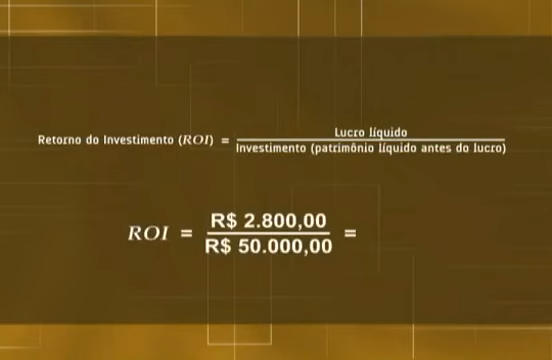 Retorno do Investimento (ROI) = Lucro líquido
Investimento (patrimônio líquido antes do lucro)
ROI = R$ 2.800,00 =
R$ 50.000,00